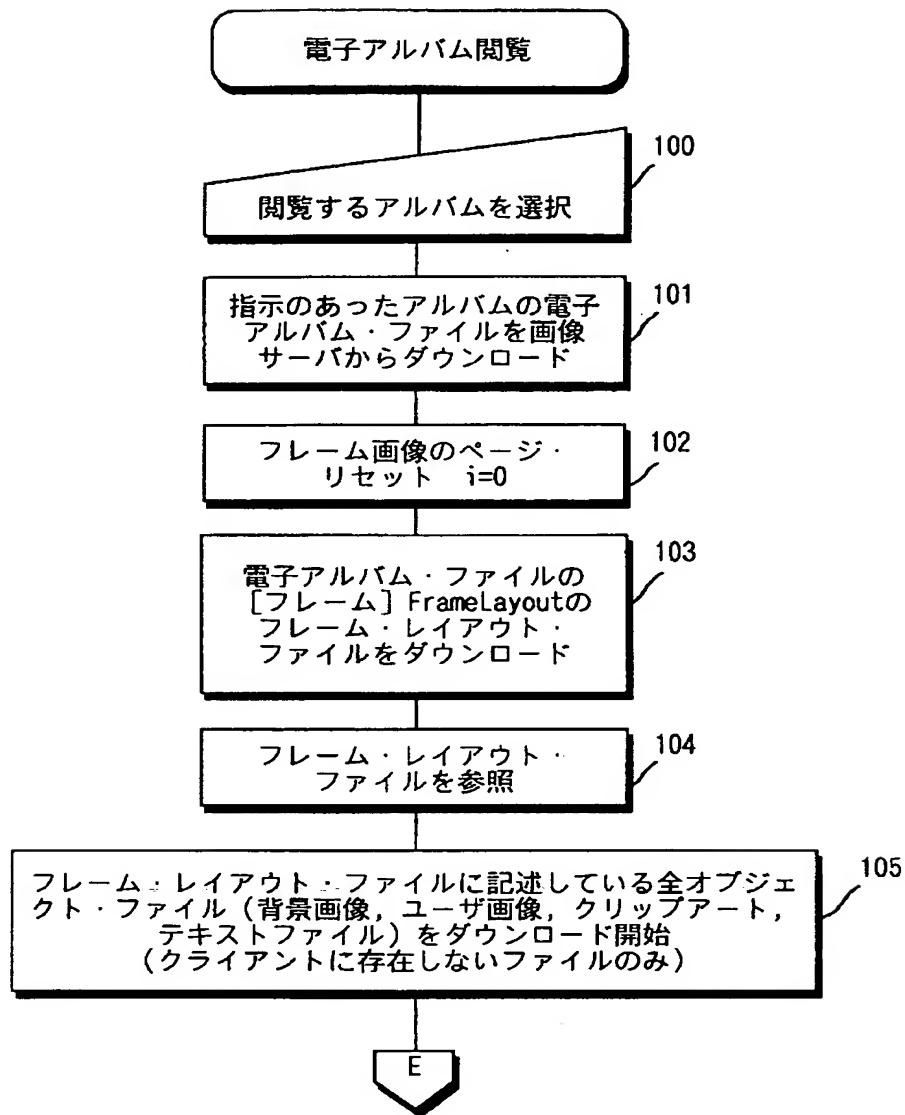 電子アルバム閲覧
100
閲覧するアルバムを選択
101
指示のあったアルバムの電子
アルバム・ファイルを画像
サーバからダウンロード
102
フレーム画像のページ・
リセット i=0
103
電子アルバム・ファイルの
[フレーム] FrameLayoutの
フレーム・レイアウト・
ファイルをダウンロード
104
フレーム・レイアウト・
ファイルを参照
105
フレーム・レイアウト・ファイルに記述している全オブジェ
クト・ファイル(背景画像,ユーザ画像,クリップアート,
テキストファイル)をダウンロード開始
(クライアントに存在しないファイルのみ)
E